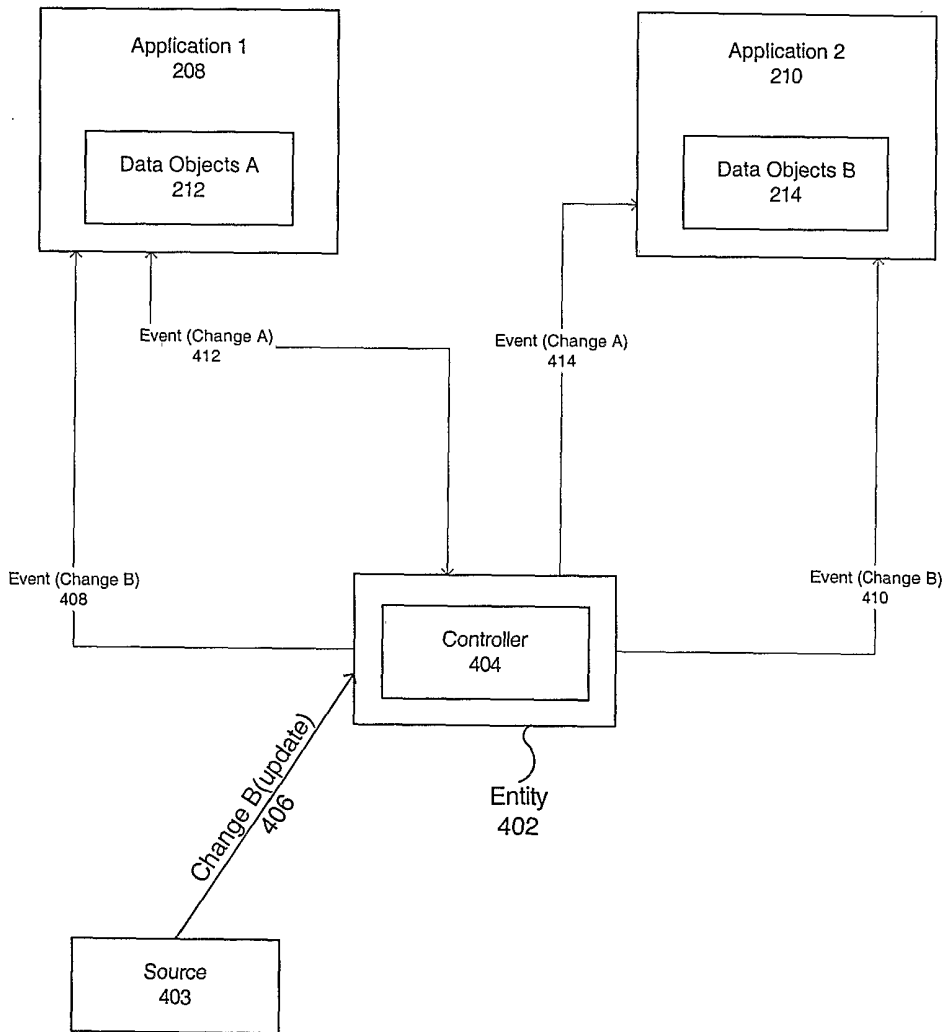 Application 1
208
Data Objects A
212
Application 2
210
Data Objects B
214
Event (Change A)
412
Event (Change A)
414
Event (Change B)
408
Event (Change B)
410
Controller
404
Change B(update)
406
Entity
402
Source
403